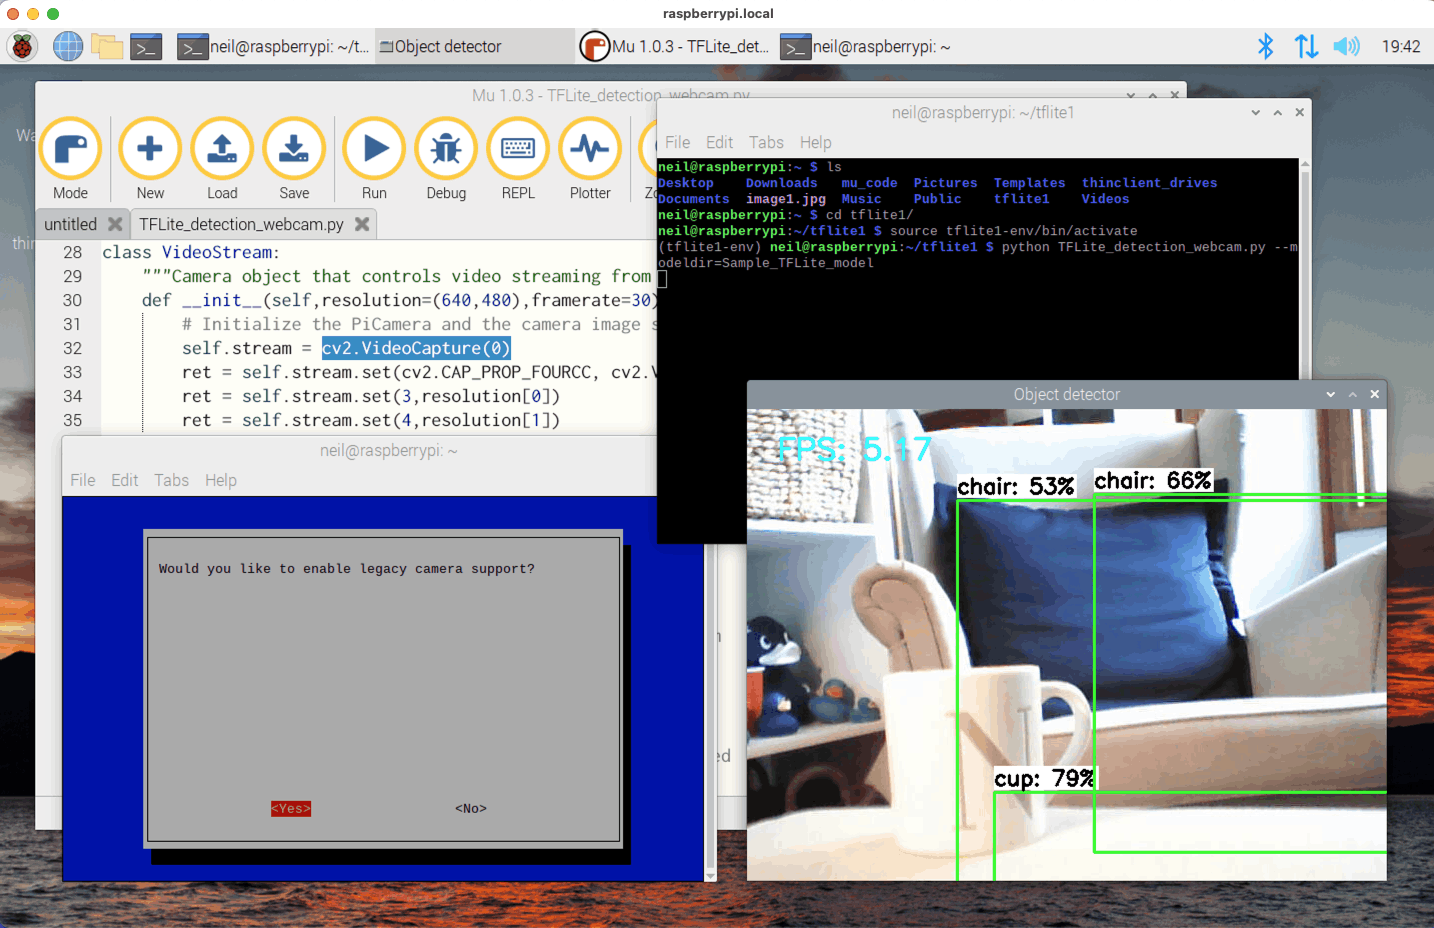 raspberrypi.local
neil@raspberrypi: ~/t...
Object detector
Mu 1.0.3 - TFLite_det...
neil@raspberrypi: ~
19:42
Mu 1.0.3 - TFLite_detection_webcam.py
Mode
New
Load
Save
Run
Debug
REPL
Plotter
untitled
TFLite_detection_webcam.py
28 class VideoStream:
29 """Camera object that controls video streaming from
30 def __init__(self,resolution=(640,480),framerate=30)
31 # Initialize the PiCamera and the camera image s
32 self.stream = cv2.VideoCapture(0)
33 ret = self.stream.set(cv2.CAP_PROP_FOURCC, cv2.V
34 ret = self.stream.set(3,resolution[0])
35 ret = self.stream.set(4,resolution[1])
neil@raspberrypi: ~/tflite1
File Edit Tabs Help
neil@raspberrypi:~ $ ls
Desktop Downloads mu_code Pictures Templates thinclient_drives
Documents image1.jpg Music Public tflite1 Videos
neil@raspberrypi:~ $ cd tflite1/
neil@raspberrypi:~/tflite1 $ source tflite1-env/bin/activate
(tflite1-env) neil@raspberrypi:~/tflite1 $ python TFLite_detection_webcam.py --m
odeldir=Sample_TFLite_model
neil@raspberrypi: ~
File Edit Tabs Help
Would you like to enable legacy camera support?
<Yes> <No>
Object detector
FPS: 5.17
chair: 53%
chair: 66%
cup: 79%
N